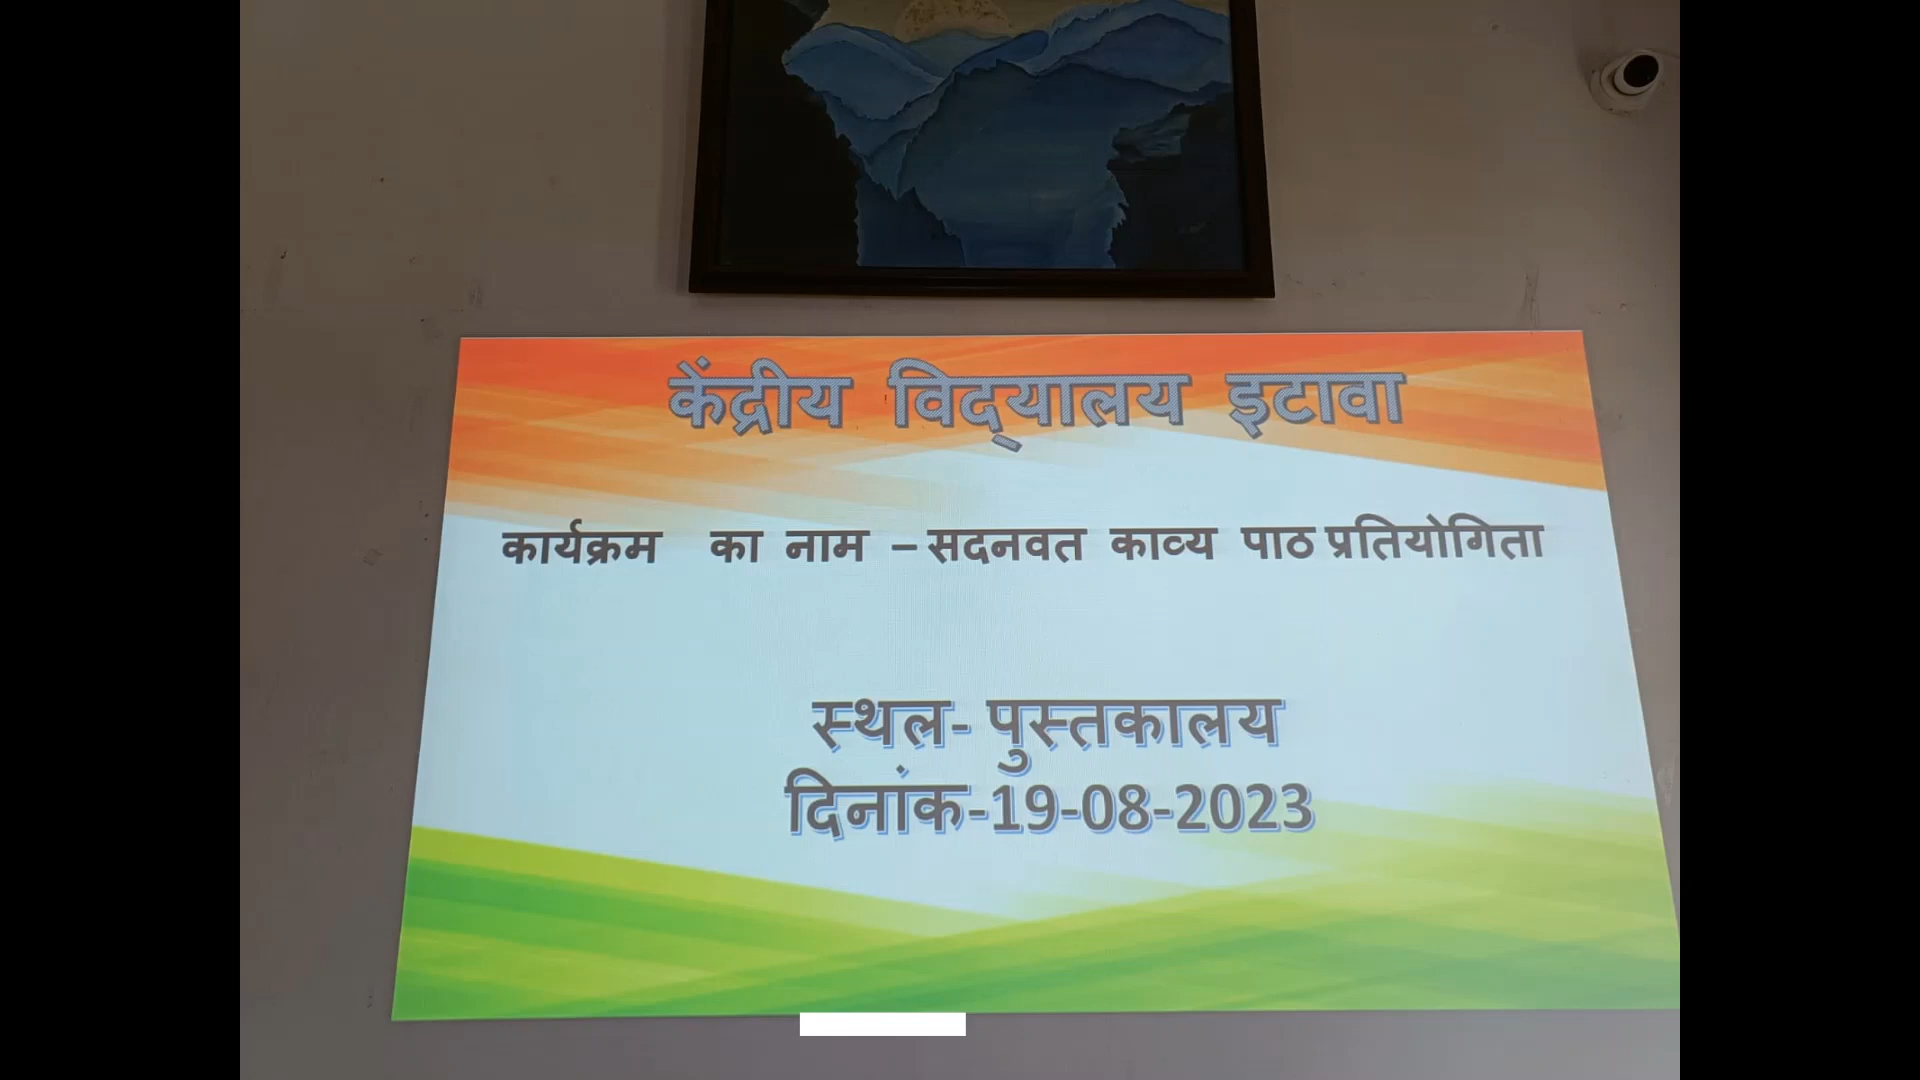 केंद्रीय विद्यालय इटावा
कार्यक्रम का नाम – सदनवत काव्य पाठ प्रतियोगिता
स्थल- पुस्तकालय
दिनांक-19-08-2023